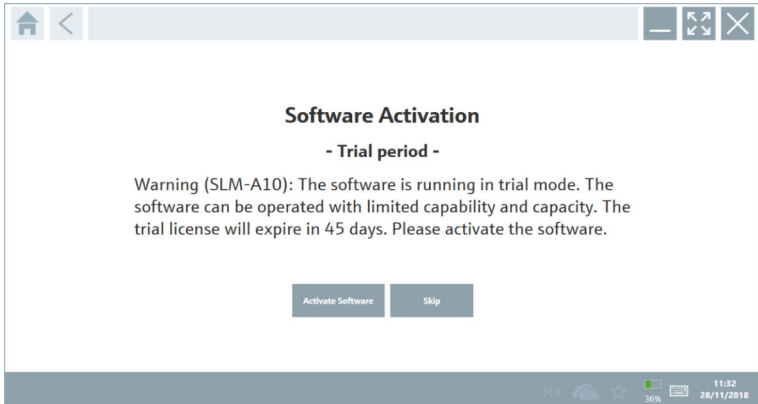 Software Activation
- Trial period -
Warning (SLM-A10): The software is running in trial mode. The
software can be operated with limited capability and capacity. The
trial license will expire in 45 days. Please activate the software.
Activate Software Skip
36%
11:32
28/11/2018